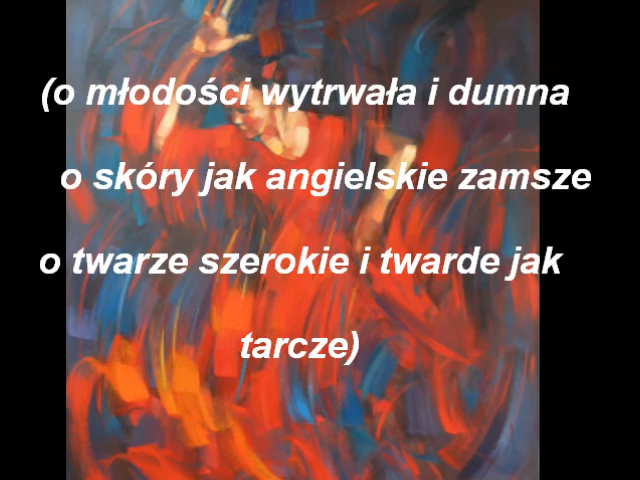 (o młodości wytrwała i dumna
o skóry jak angielskie zamsze
o twarze szerokie i twarde jak
tarcze)